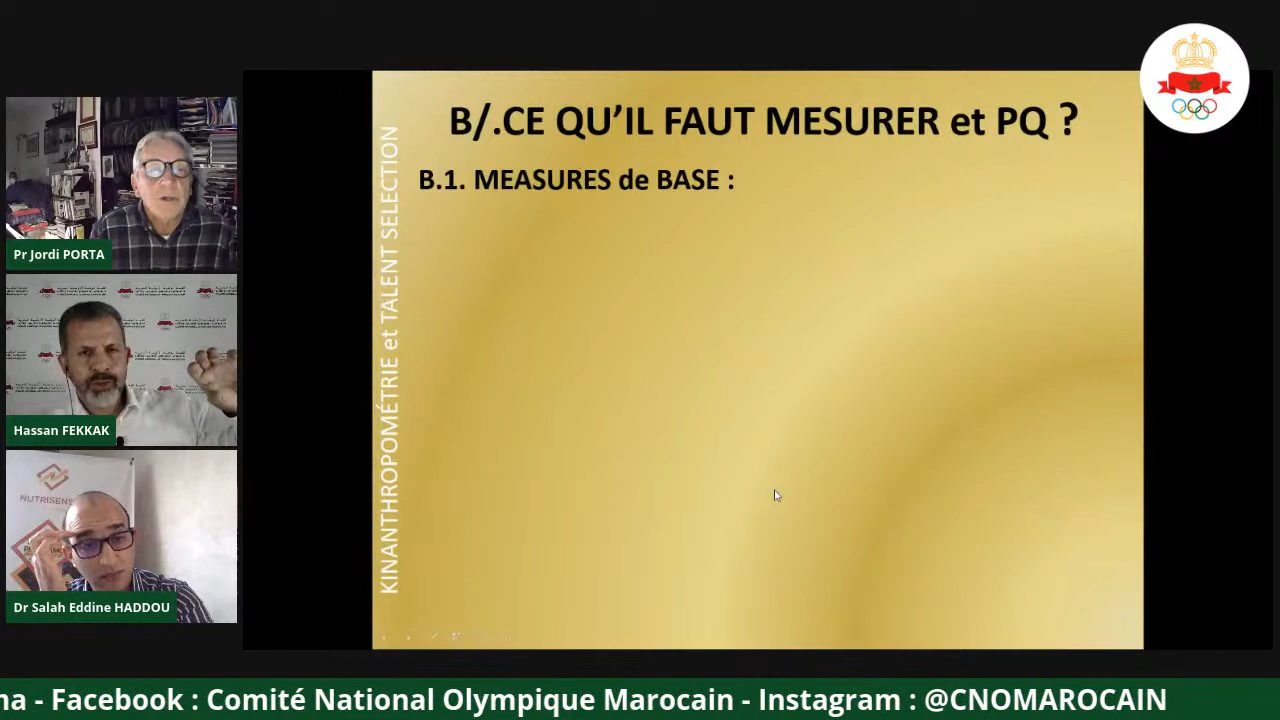 B/.CE QU’IL FAUT MESURER et PQ ?
B.1. MEASURES de BASE :
KINANTHROPOMÉTRIE et TALENT SELECTION
Pr Jordi PORTA
Hassan FEKKAK
NUTRISENS
Dr Salah Eddine HADDOU
na - Facebook : Comité National Olympique Marocain - Instagram : @CNOMAROCAIN